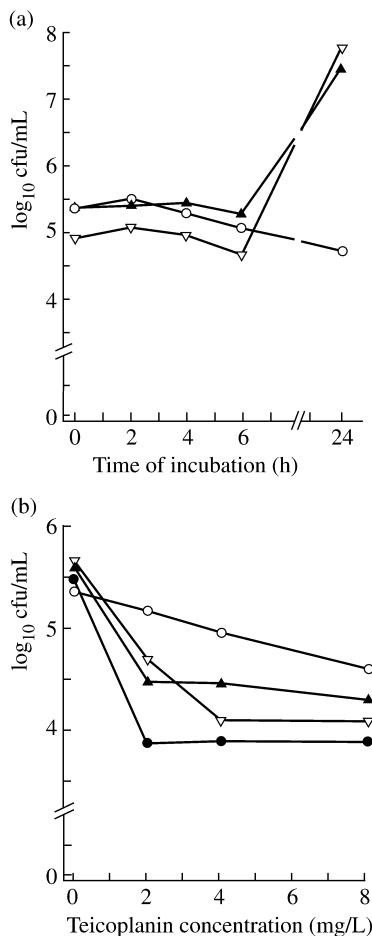 (a)
8
7
6
5
4
0
log10 cfu/mL
0 2 4 6 24
Time of incubation (h)
(b)
6
5
4
0
log10 cfu/mL
0 2 4 6 8
Teicoplanin concentration (mg/L)